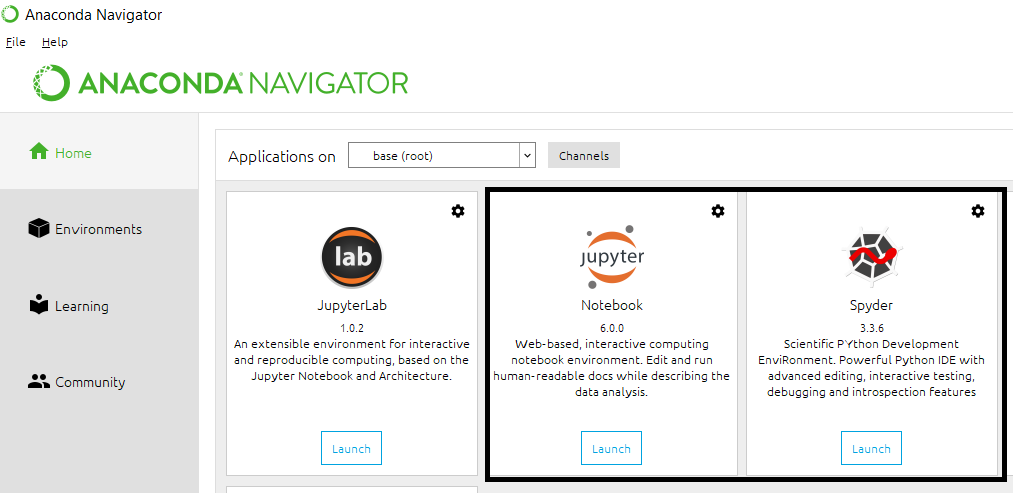 Anaconda Navigator
File Help
ANACONDA NAVIGATOR
Home
Environments
Learning
Community
Applications on base (root) Channels
lab
JupyterLab
1.0.2
An extensible environment for interactive
and reproducible computing, based on the
Jupyter Notebook and Architecture.
Launch
jupyter
Notebook
6.0.0
Web-based, interactive computing
notebook environment. Edit and run
human-readable docs while describing the
data analysis.
Launch
Spyder
3.3.6
Scientific PYthon Development
EnviRonment. Powerful Python IDE with
advanced editing, interactive testing,
debugging and introspection features
Launch